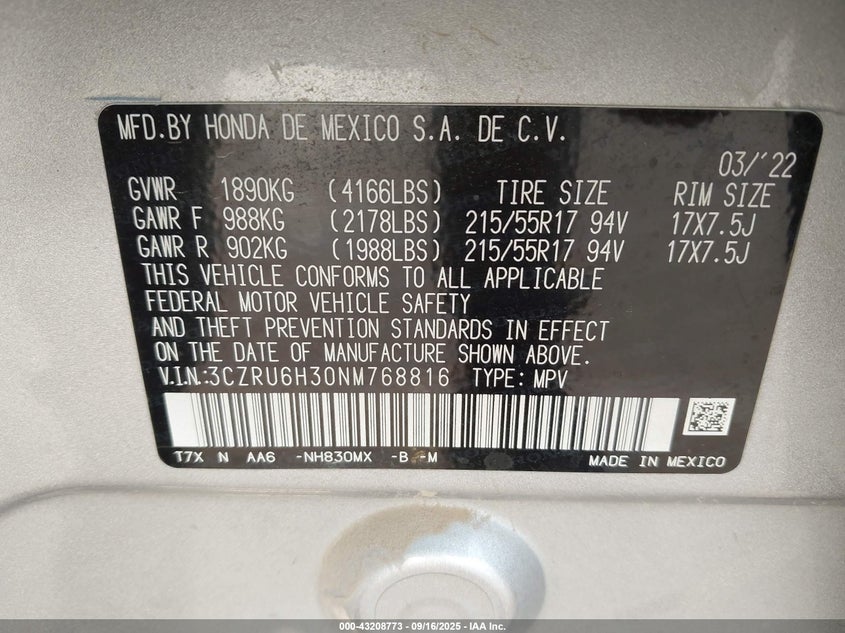 MFD.BY HONDA DE MEXICO S.A. DE C.V.
03/'22
GVWR 1890KG (4166LBS) TIRE SIZE RIM SIZE
GAWR F 988KG (2178LBS) 215/55R17 94V 17X7.5J
GAWR R 902KG (1988LBS) 215/55R17 94V 17X7.5J
THIS VEHICLE CONFORMS TO ALL APPLICABLE
FEDERAL MOTOR VEHICLE SAFETY
AND THEFT PREVENTION STANDARDS IN EFFECT
ON THE DATE OF MANUFACTURE SHOWN ABOVE.
V.I.N.:3CZRU6H30NM768816 TYPE: MPV
T7X N AA6 -NH830MX -B -M MADE IN MEXICO
000-43208773 - 09/16/2025 - IAA Inc.